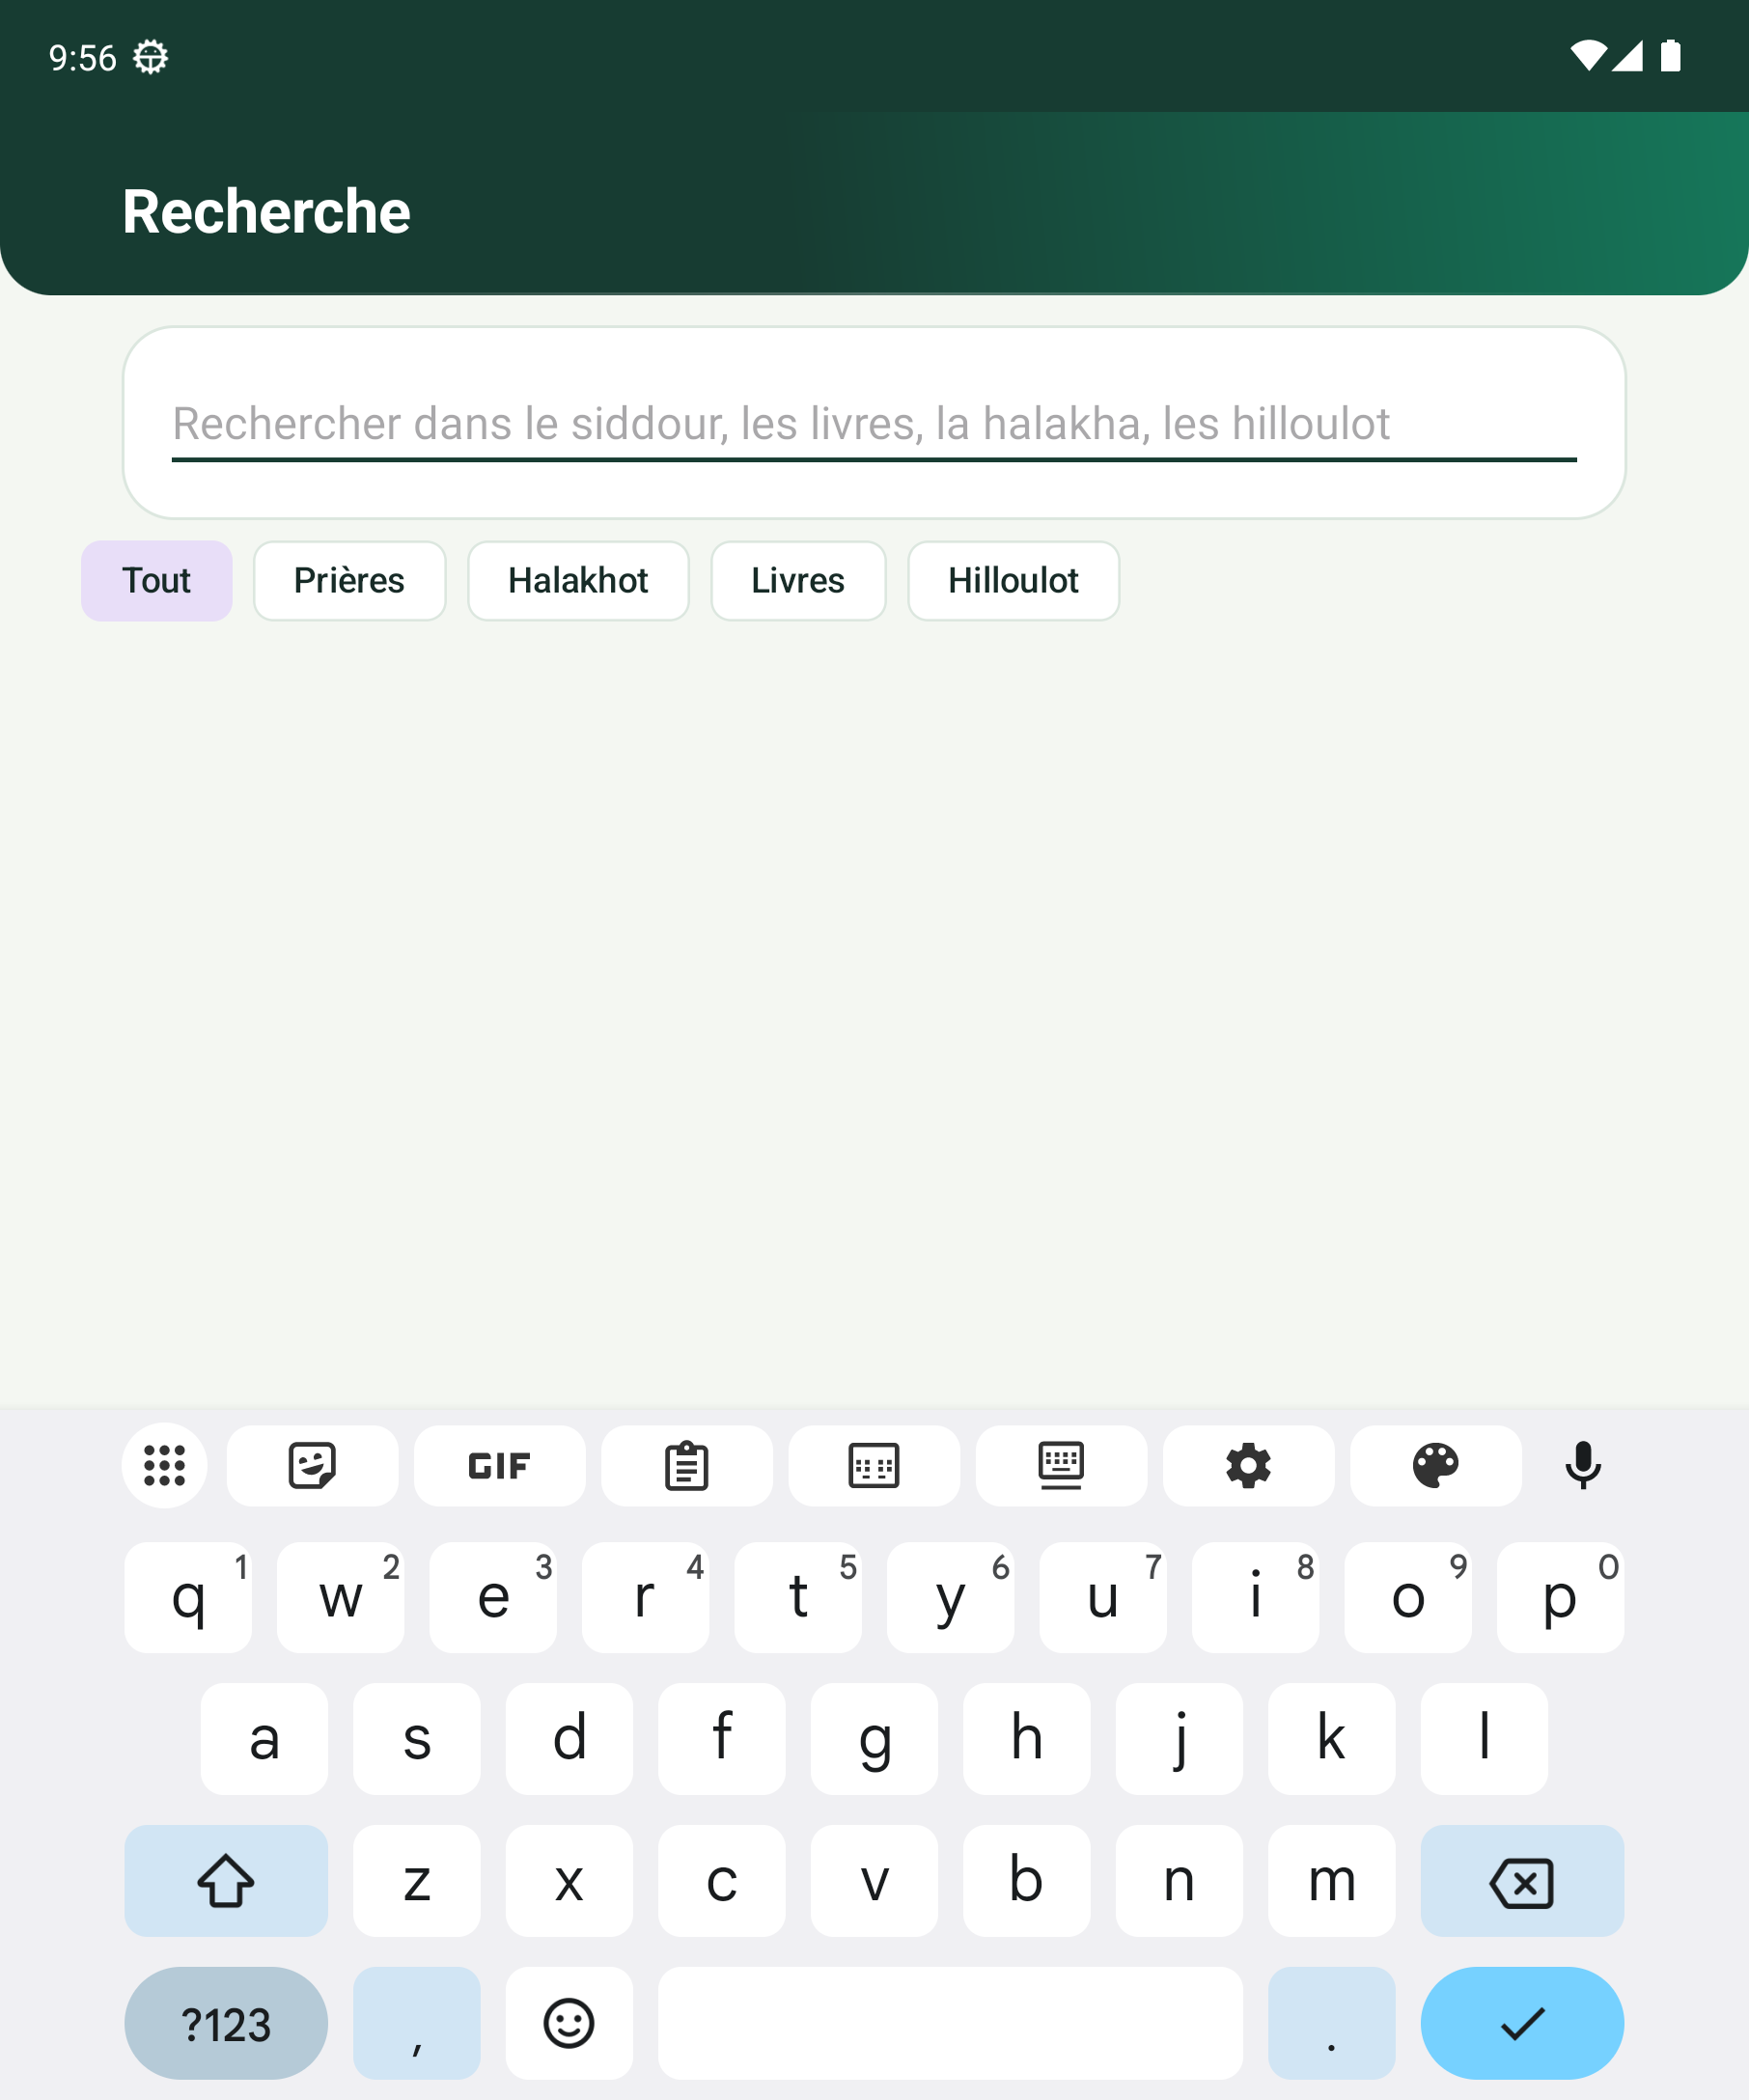 9:56
Recherche
Rechercher dans le siddour, les livres, la halakha, les hilloulot
Tout Prières Halakhot Livres Hilloulot
GIF
q 1 w 2 e 3 r 4 t 5 y 6 u 7 i 8 o 9 p 0
a s d f g h j k l
z x c v b n m
?123 , .